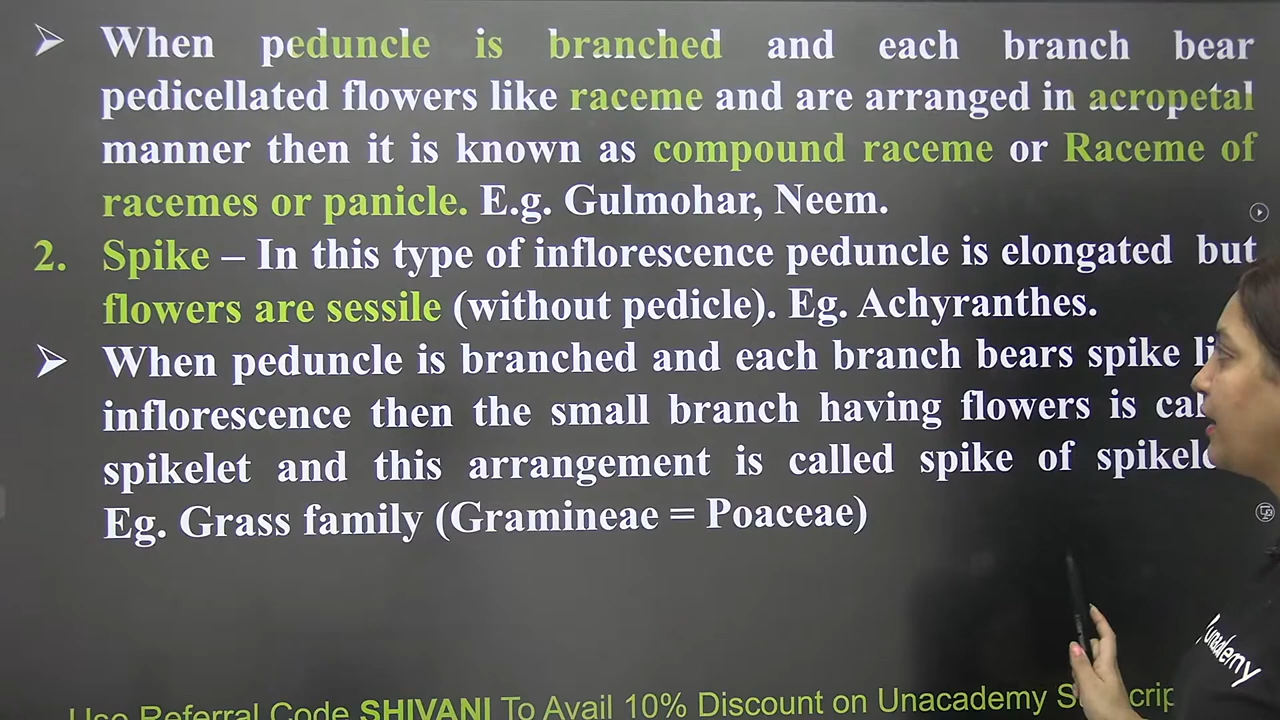 ➢ When peduncle is branched and each branch bear
pedicellated flowers like raceme and are arranged in acropetal
manner then it is known as compound raceme or Raceme of
racemes or panicle. E.g. Gulmohar, Neem.
2. Spike – In this type of inflorescence peduncle is elongated but
flowers are sessile (without pedicle). Eg. Achyranthes.
➢ When peduncle is branched and each branch bears spike
inflorescence then the small branch having flowers is
spikelet and this arrangement is called spike of
Eg. Grass family (Gramineae = Poaceae)
unacademy
Use Referral Code SHIVANI To Avail 10% Discount on Unacademy